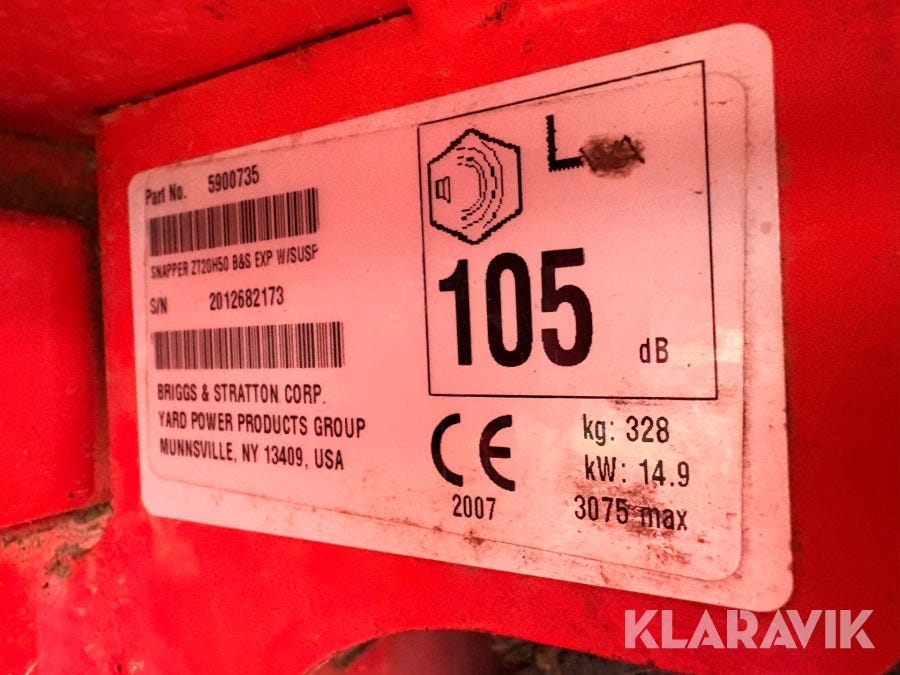 Part No. 5900735
SNAPPER ZT20H50 B&S EXP W/SUSP
S/N 2012682173
BRIGGS & STRATTON CORP.
YARD POWER PRODUCTS GROUP
MUNNSVILLE, NY 13409, USA
L
105 dB
CE
2007
kg: 328
kW: 14.9
3075 max
KLARAVIK